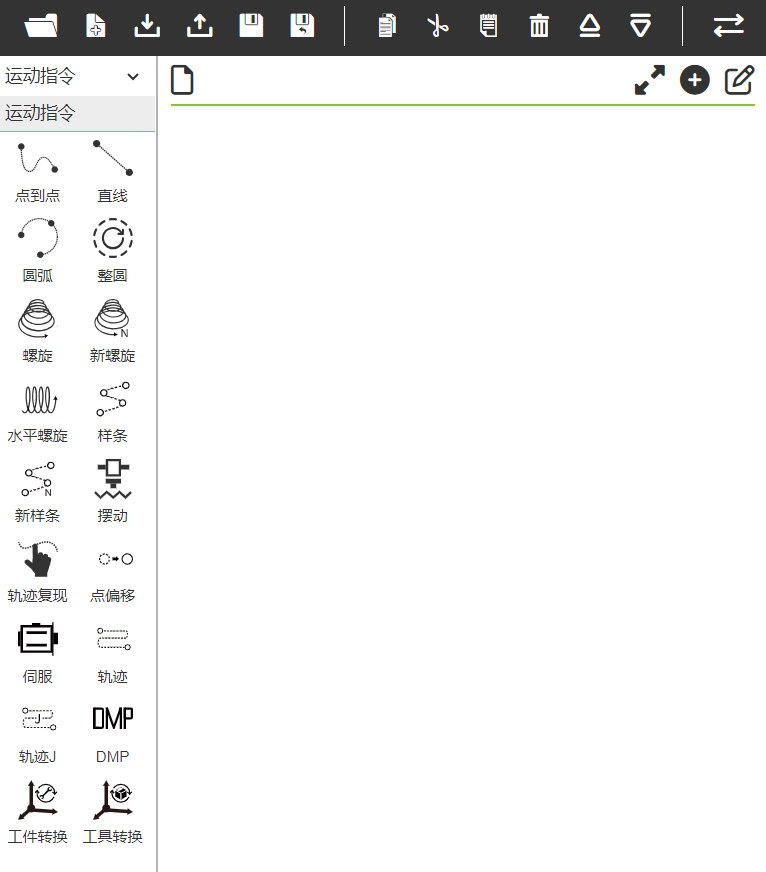 运动指令
运动指令
点到点 直线
圆弧 整圆
N
螺旋 新螺旋
水平螺旋 样条
N
新样条 摆动
轨迹复现 点偏移
伺服 轨迹
J DMP
轨迹J DMP
工件转换 工具转换